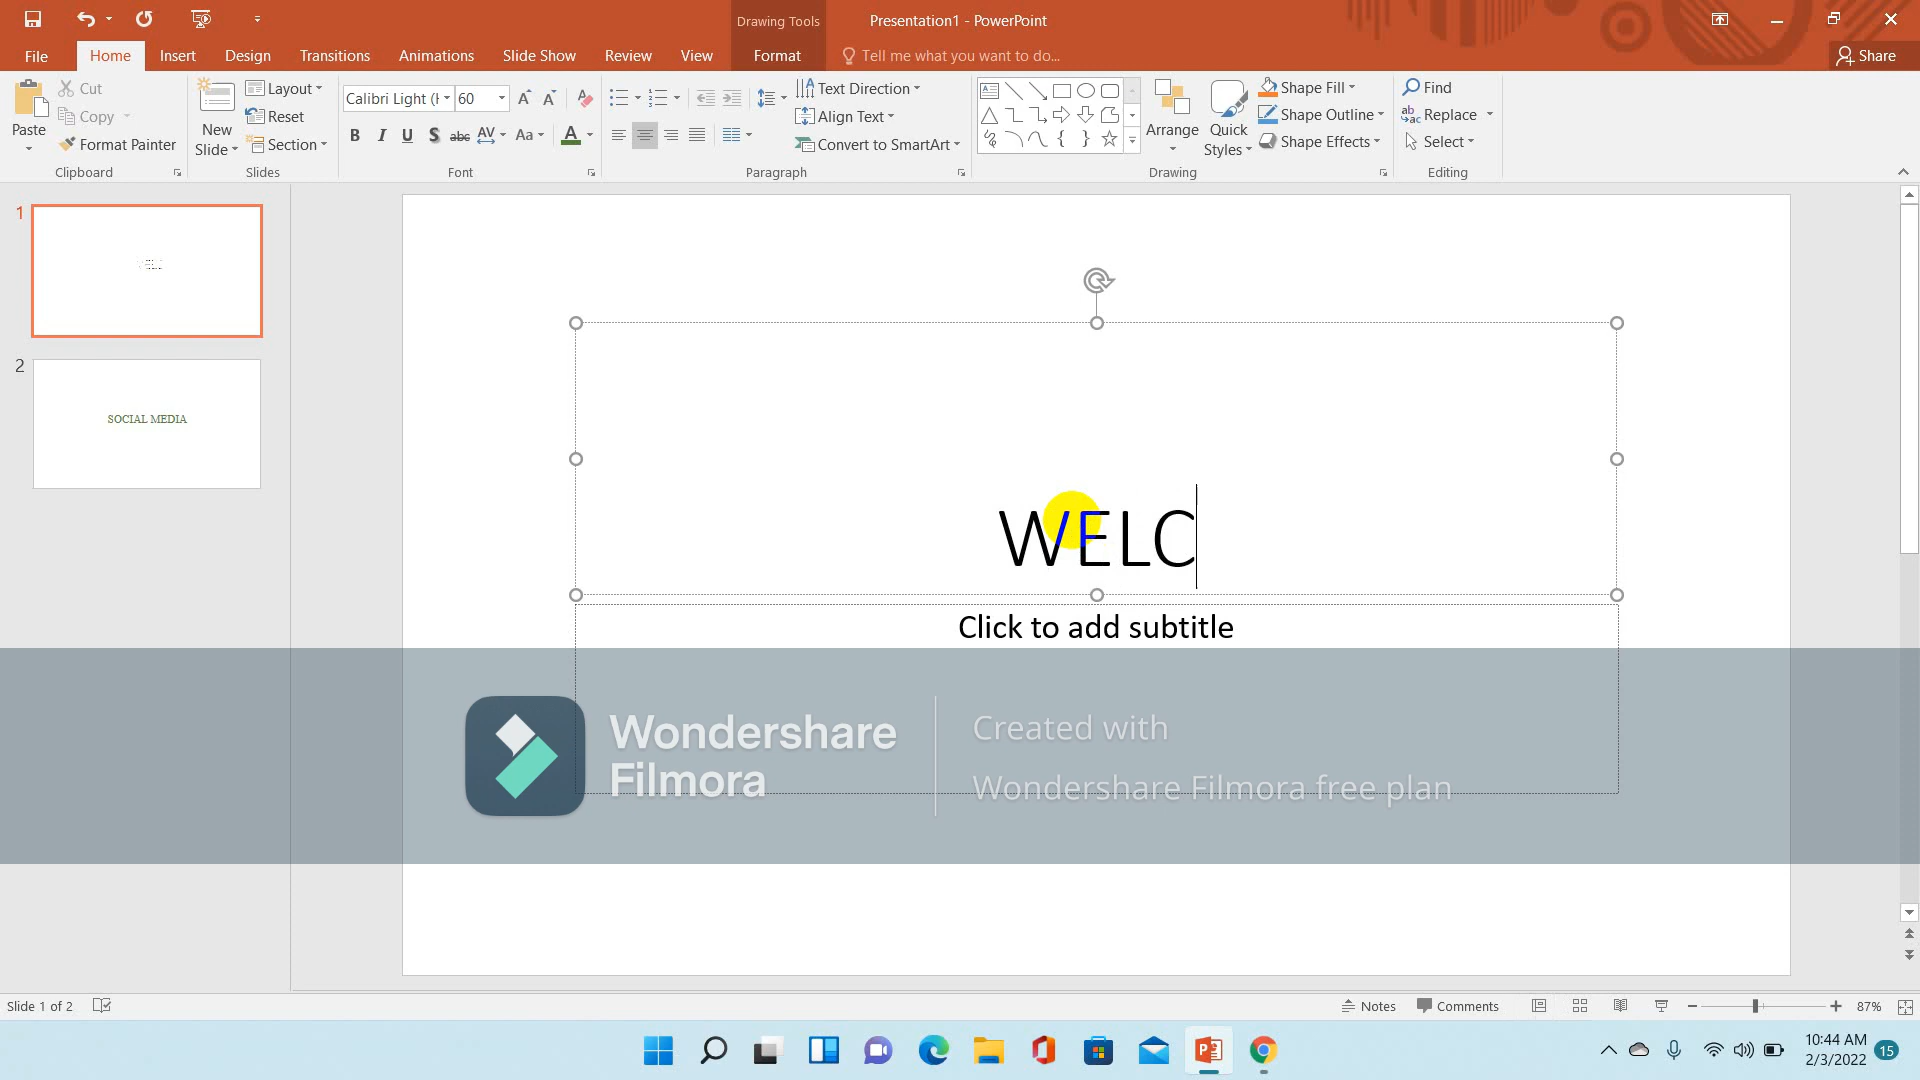 Drawing Tools
Presentation1 - PowerPoint
File Home Insert Design Transitions Animations Slide Show Review View Format Tell me what you want to do... Share
Paste
Cut
Copy
Format Painter
Clipboard
New Slide
Layout
Reset
Section
Slides
Calibri Light (H 60
B I U S abc AV Aa A
Font
Text Direction
Align Text
Convert to SmartArt
Paragraph
Arrange
Quick Styles
Shape Fill
Shape Outline
Shape Effects
Drawing
Find
Replace
Select
Editing
1
2
SOCIAL MEDIA
WELC
Click to add subtitle
Wondershare
Filmora
Created with
Wondershare Filmora free plan
Slide 1 of 2
Notes
Comments
87%
10:44 AM
2/3/2022
15